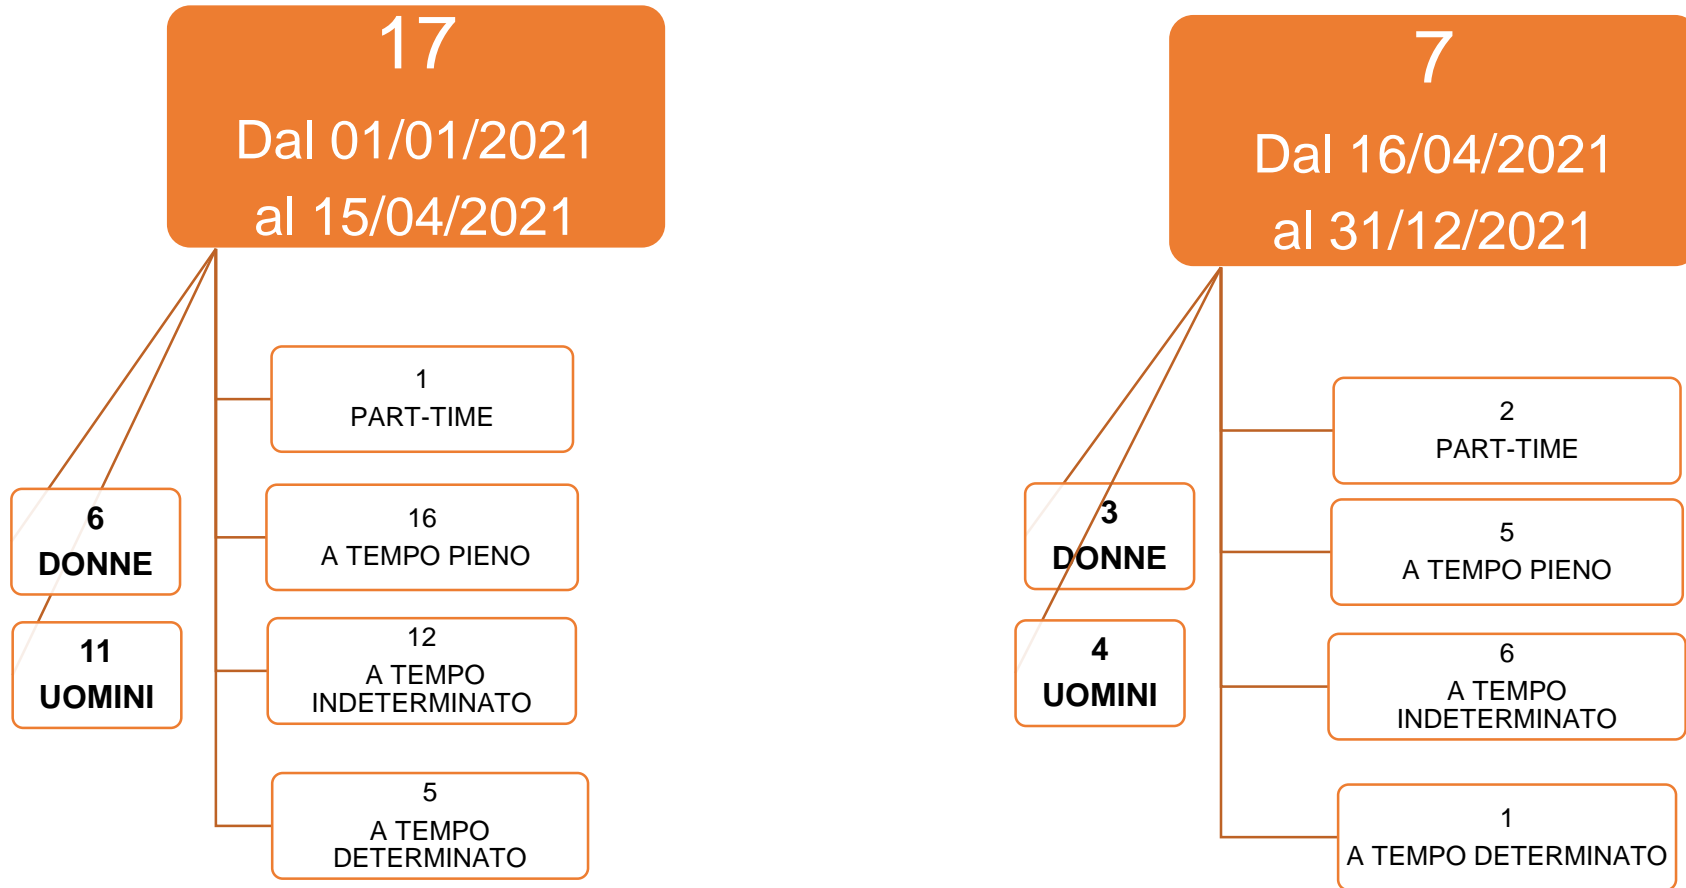 17
Dal 01/01/2021
al 15/04/2021
1
PART-TIME
6
DONNE
16
A TEMPO PIENO
11
UOMINI
12
A TEMPO
INDETERMINATO
5
A TEMPO
DETERMINATO
7
Dal 16/04/2021
al 31/12/2021
2
PART-TIME
3
DONNE
5
A TEMPO PIENO
4
UOMINI
6
A TEMPO
INDETERMINATO
1
A TEMPO DETERMINATO